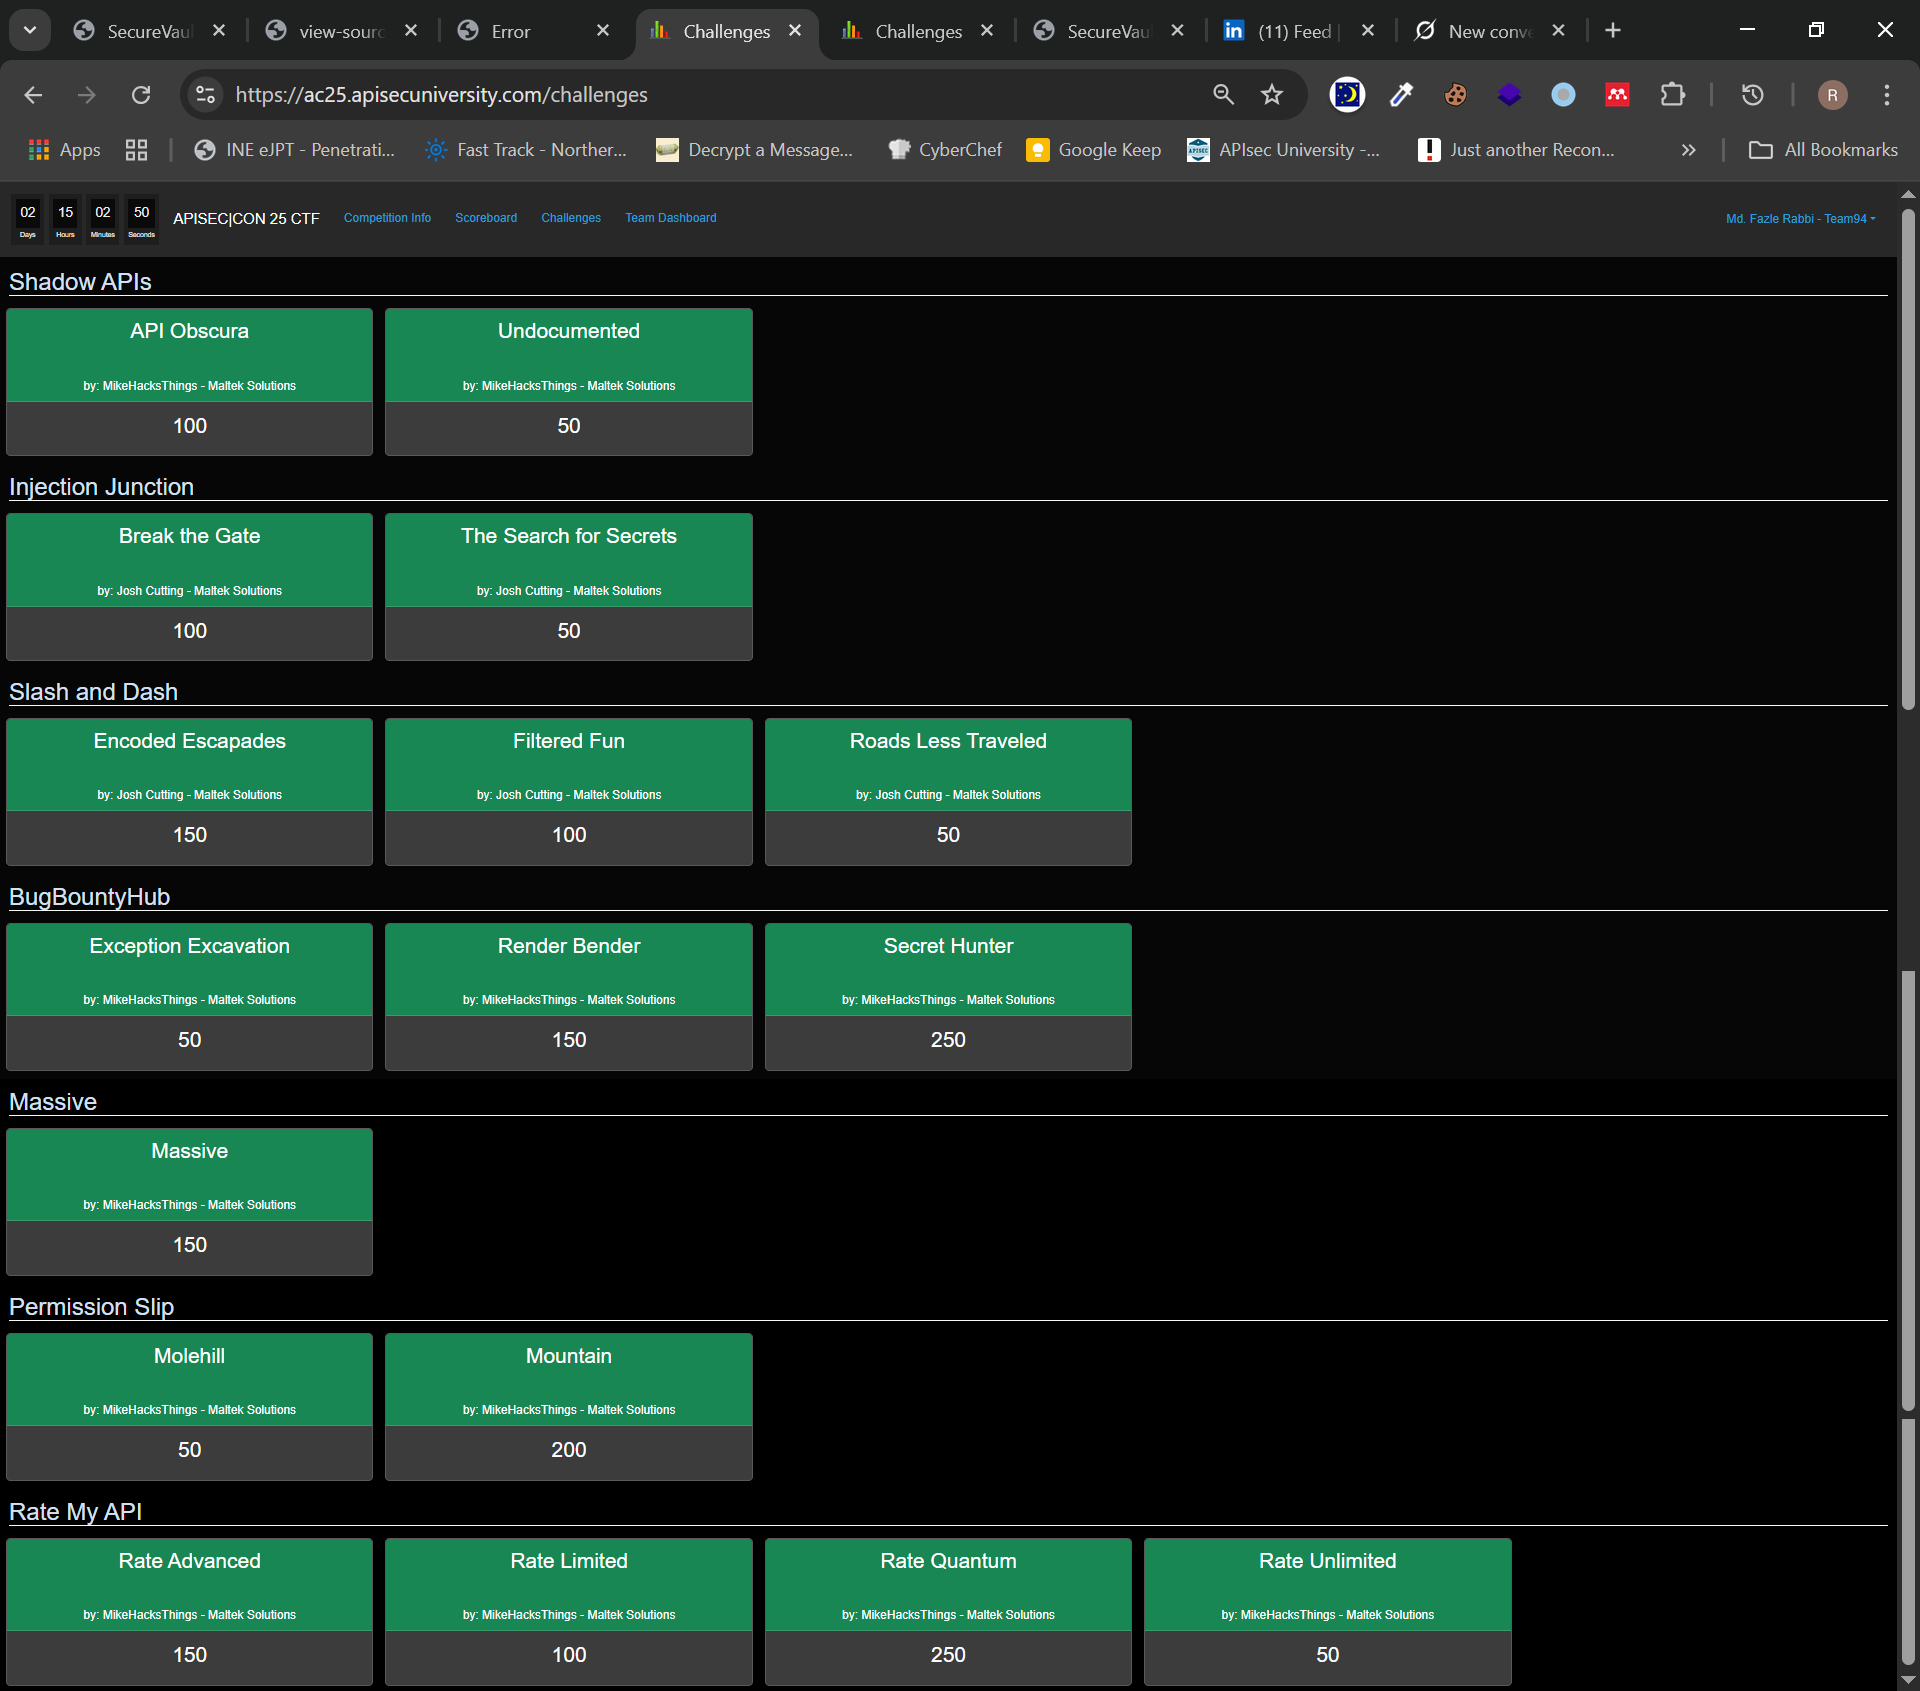 SecureVau
view-sourc
Error
Challenges
Challenges
SecureVau
(11) Feed |
New conve
https://ac25.apisecuniversity.com/challenges
R
Apps
INE eJPT - Penetrati...
Fast Track - Norther...
Decrypt a Message...
CyberChef
Google Keep
APIsec University -...
Just another Recon...
All Bookmarks
02 Days
15 Hours
02 Minutes
50 Seconds
APISEC|CON 25 CTF
Competition Info
Scoreboard
Challenges
Team Dashboard
Md. Fazle Rabbi - Team94
Shadow APIs
API Obscura
by: MikeHacksThings - Maltek Solutions
100
Undocumented
by: MikeHacksThings - Maltek Solutions
50
Injection Junction
Break the Gate
by: Josh Cutting - Maltek Solutions
100
The Search for Secrets
by: Josh Cutting - Maltek Solutions
50
Slash and Dash
Encoded Escapades
by: Josh Cutting - Maltek Solutions
150
Filtered Fun
by: Josh Cutting - Maltek Solutions
100
Roads Less Traveled
by: Josh Cutting - Maltek Solutions
50
BugBountyHub
Exception Excavation
by: MikeHacksThings - Maltek Solutions
50
Render Bender
by: MikeHacksThings - Maltek Solutions
150
Secret Hunter
by: MikeHacksThings - Maltek Solutions
250
Massive
Massive
by: MikeHacksThings - Maltek Solutions
150
Permission Slip
Molehill
by: MikeHacksThings - Maltek Solutions
50
Mountain
by: MikeHacksThings - Maltek Solutions
200
Rate My API
Rate Advanced
by: MikeHacksThings - Maltek Solutions
150
Rate Limited
by: MikeHacksThings - Maltek Solutions
100
Rate Quantum
by: MikeHacksThings - Maltek Solutions
250
Rate Unlimited
by: MikeHacksThings - Maltek Solutions
50